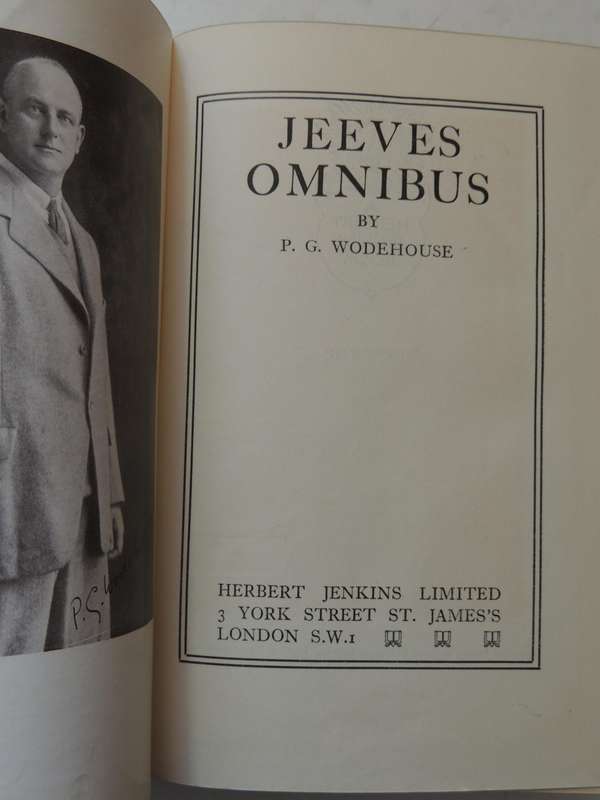 P. G.
JEEVES
OMNIBUS
BY
P. G. WODEHOUSE
HERBERT JENKINS LIMITED
3 YORK STREET ST. JAMES'S
LONDON S.W.1